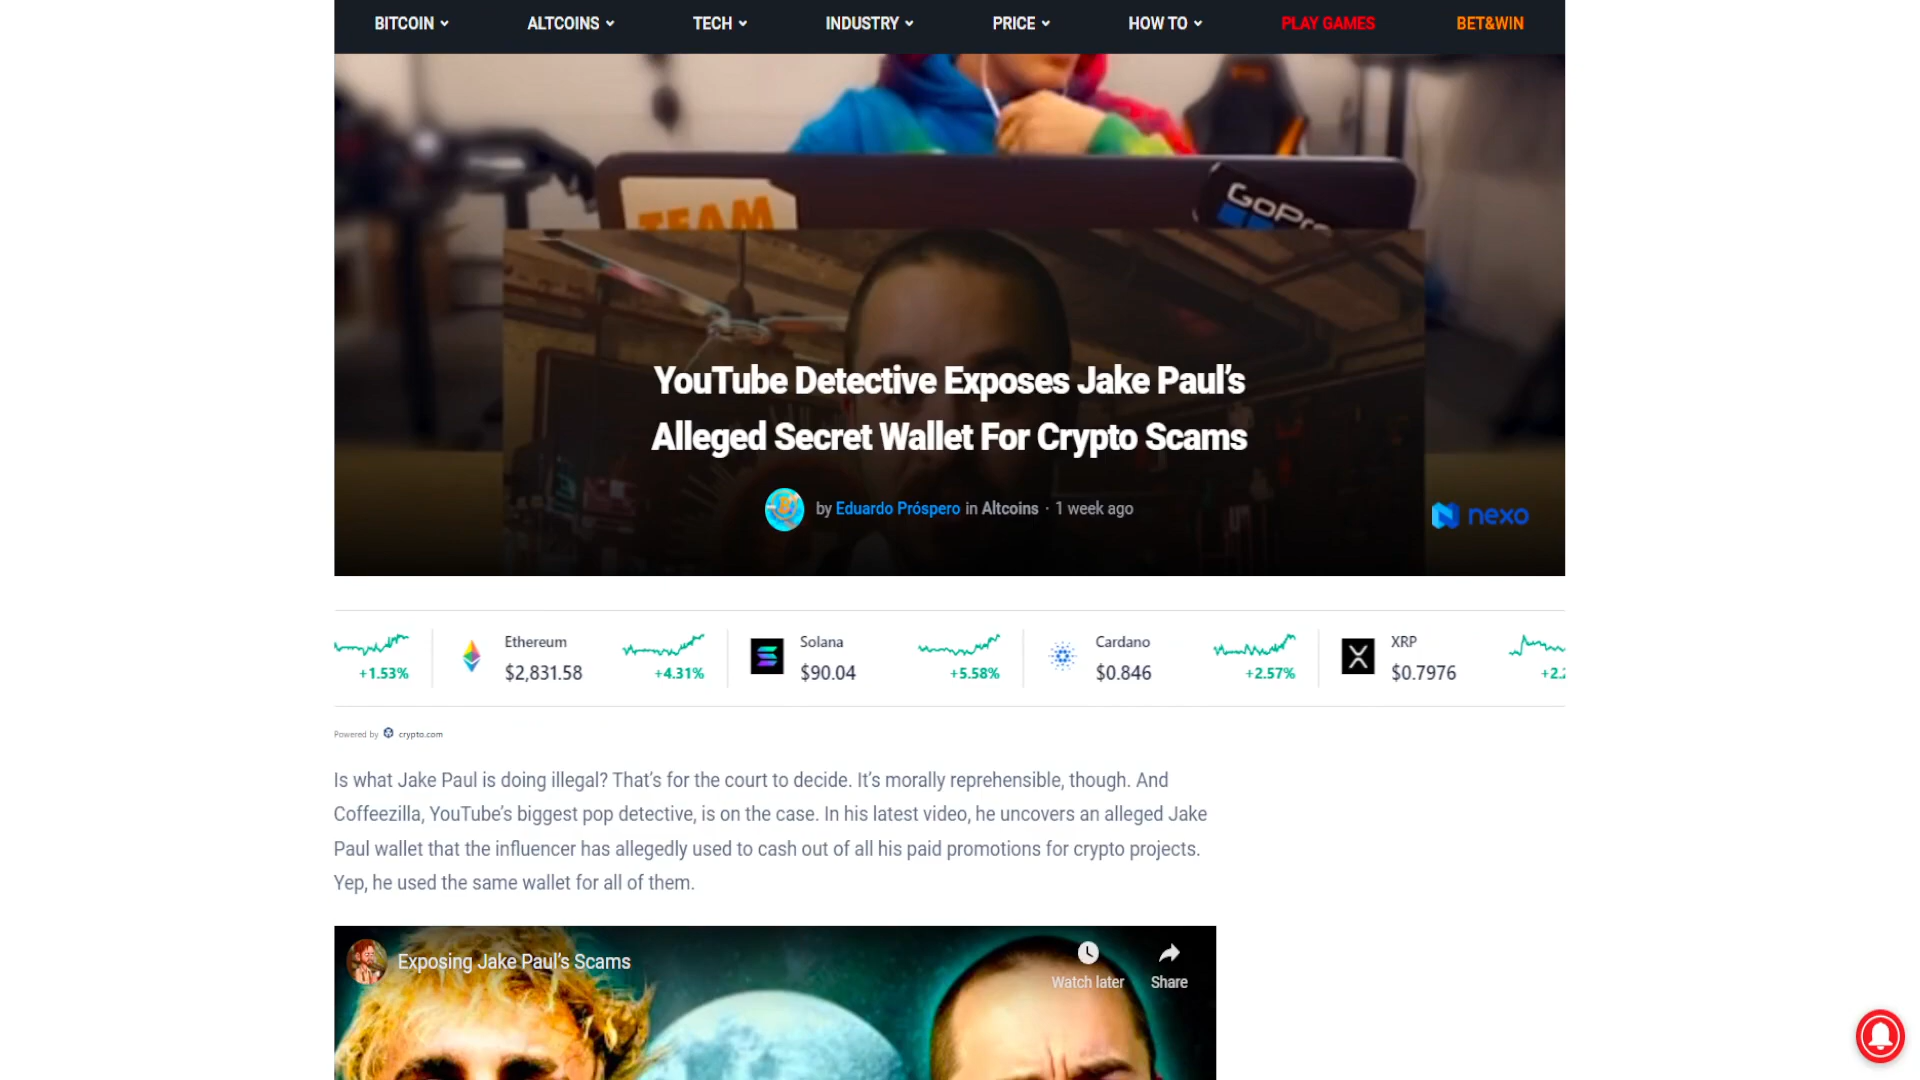 BITCOIN
ALTCOINS
TECH
INDUSTRY
PRICE
HOW TO
PLAY GAMES
BET&WIN
GoPro
TEAM
YouTube Detective Exposes Jake Paul’s
Alleged Secret Wallet For Crypto Scams
by Eduardo Próspero in Altcoins · 1 week ago
nexo
+1.53%
Ethereum
$2,831.58
+4.31%
Solana
$90.04
+5.58%
Cardano
$0.846
+2.57%
XRP
$0.7976
Powered by crypto.com
Is what Jake Paul is doing illegal? That’s for the court to decide. It’s morally reprehensible, though. And
Coffeezilla, YouTube’s biggest pop detective, is on the case. In his latest video, he uncovers an alleged Jake
Paul wallet that the influencer has allegedly used to cash out of all his paid promotions for crypto projects.
Yep, he used the same wallet for all of them.
Exposing Jake Paul’s Scams
Watch later
Share